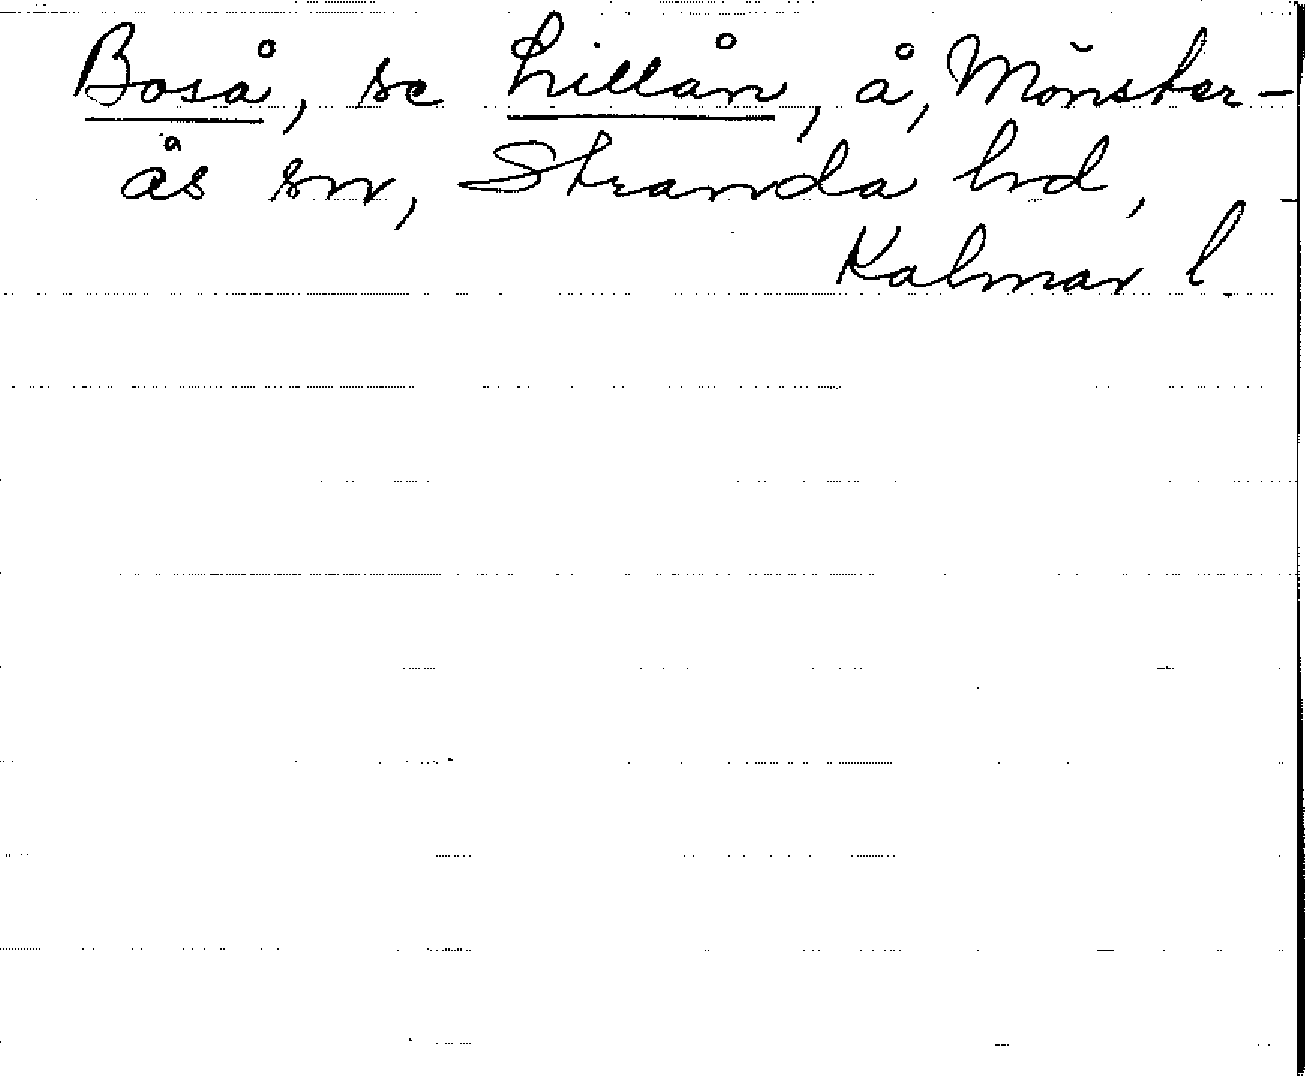 Boså, se Lillån, å, Mönster-
ås sn, Stranda hd,
Kalmar l.